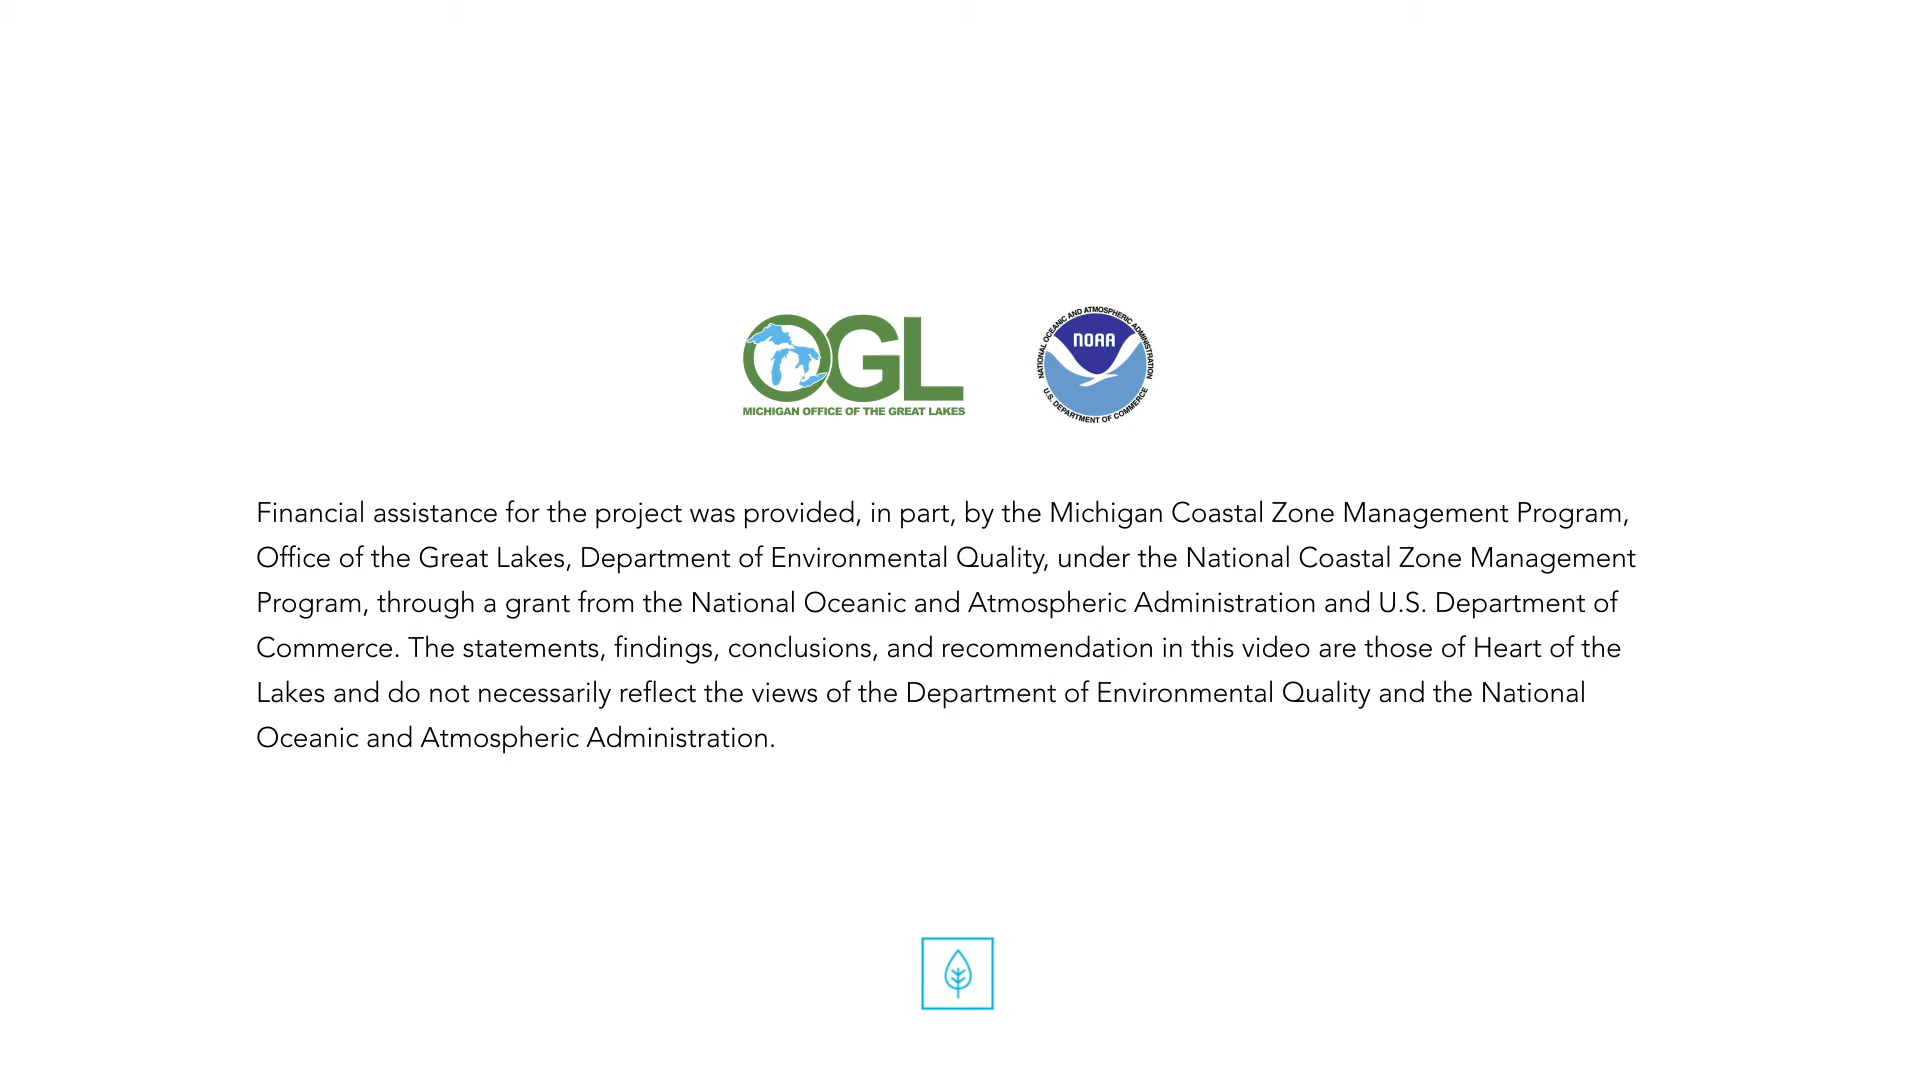 OGL
MICHIGAN OFFICE OF THE GREAT LAKES
NATIONAL OCEANIC AND ATMOSPHERIC ADMINISTRATION
NOAA
U.S. DEPARTMENT OF COMMERCE
Financial assistance for the project was provided, in part, by the Michigan Coastal Zone Management Program,
Office of the Great Lakes, Department of Environmental Quality, under the National Coastal Zone Management
Program, through a grant from the National Oceanic and Atmospheric Administration and U.S. Department of
Commerce. The statements, findings, conclusions, and recommendation in this video are those of Heart of the
Lakes and do not necessarily reflect the views of the Department of Environmental Quality and the National
Oceanic and Atmospheric Administration.